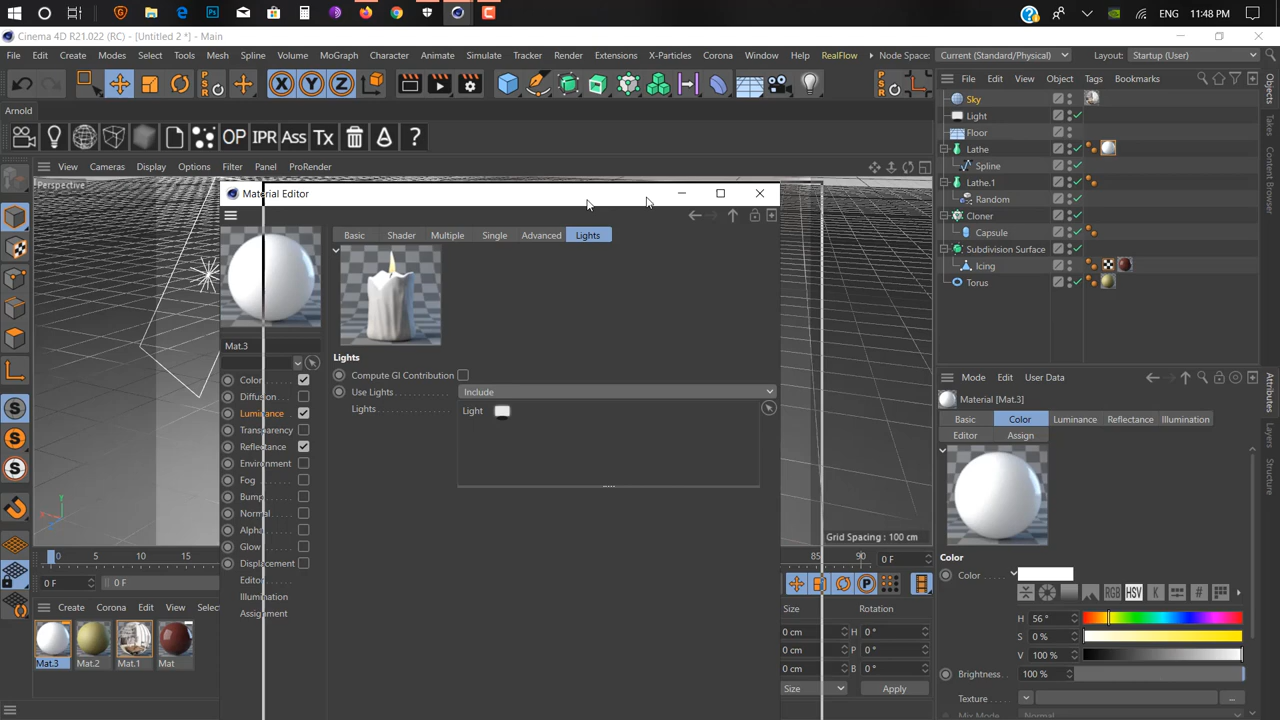 ENG 11:48 PM
Cinema 4D R21.022 (RC) - [Untitled 2 *] - Main
File Edit Create Modes Select Tools Mesh Spline Volume MoGraph Character Animate Simulate Tracker Render Extensions X-Particles Corona Window Help RealFlow Node Space: Current (Standard/Physical) Layout: Startup (User)
PSR X Y Z PSR
File Edit View Object Tags Bookmarks
Sky
Arnold
Light
OP IPR Ass Tx ?
Floor
Lathe
View Cameras Display Options Filter Panel ProRender
Spline
Perspective
Lathe.1
Material Editor
Random
Cloner
Capsule
Basic Shader Multiple Single Advanced Lights
Subdivision Surface
Icing
Torus
Mat.3
Lights
Color
Compute GI Contribution
Diffusion
Use Lights Include
Luminance
Lights Light
Transparency
Reflectance
Environment
Fog
Bump
Normal
Alpha
Glow
Displacement
Editor
Illumination
Assignment
Mode Edit User Data
Material [Mat.3]
Basic Color Luminance Reflectance Illumination
Editor Assign
Grid Spacing : 100 cm
0 5 10 15 85 90 0 F
0 F 0 F
Color
Color
RGB HSV K #
H 56 °
S 0 %
V 100 %
Brightness 100 %
Texture ...
Mix Mode Normal
Create Corona Edit View Selec
Mat.3 Mat.2 Mat.1 Mat
Size Rotation
0 cm H 0 °
0 cm P 0 °
0 cm B 0 °
Size Apply
Objects
Takes
Content Browser
Attributes
Layers
Structure